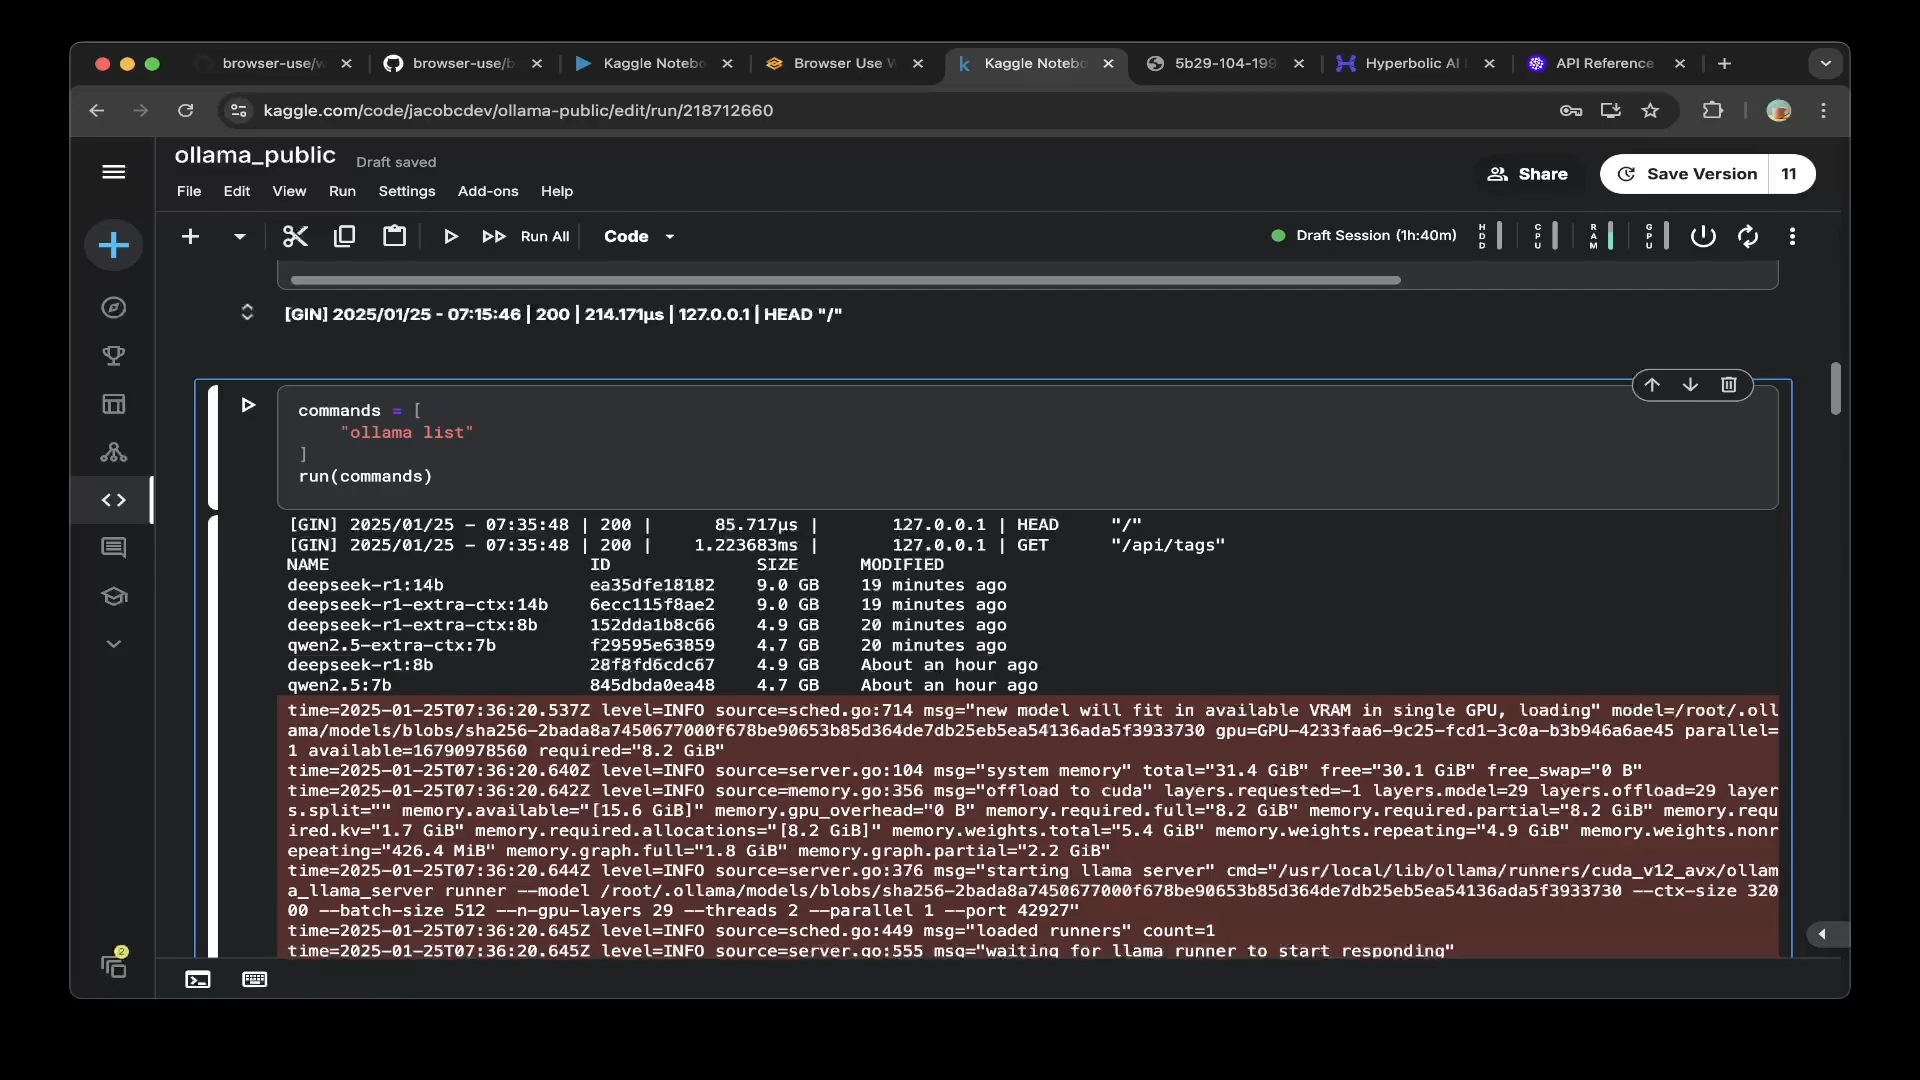 browser-use/w
browser-use/b
Kaggle Notebo
Browser Use W
Kaggle Notebo
5b29-104-199
Hyperbolic AI
API Reference
kaggle.com/code/jacobcdev/ollama-public/edit/run/218712660
ollama_public
Draft saved
Share
Save Version
11
File Edit View Run Settings Add-ons Help
Run All
Code
Draft Session (1h:40m)
HDD
CPU
RAM
GPU
[GIN] 2025/01/25 - 07:15:46 | 200 | 214.171µs | 127.0.0.1 | HEAD "/"
commands = [
"ollama list"
]
run(commands)
[GIN] 2025/01/25 - 07:35:48 | 200 | 85.717µs | 127.0.0.1 | HEAD "/"
[GIN] 2025/01/25 - 07:35:48 | 200 | 1.223683ms | 127.0.0.1 | GET "/api/tags"
NAME ID SIZE MODIFIED
deepseek-r1:14b ea35dfe18182 9.0 GB 19 minutes ago
deepseek-r1-extra-ctx:14b 6ecc115f8ae2 9.0 GB 19 minutes ago
deepseek-r1-extra-ctx:8b 152dda1b8c66 4.9 GB 20 minutes ago
qwen2.5-extra-ctx:7b f29595e63859 4.7 GB 20 minutes ago
deepseek-r1:8b 28f8fd6cdc67 4.9 GB About an hour ago
qwen2.5:7b 845dbda0ea48 4.7 GB About an hour ago
time=2025-01-25T07:36:20.537Z level=INFO source=sched.go:714 msg="new model will fit in available VRAM in single GPU, loading" model=/root/.oll
ama/models/blobs/sha256-2bada8a7450677000f678be90653b85d364de7db25eb5ea54136ada5f3933730 gpu=GPU-4233faa6-9c25-fcd1-3c0a-b3b946a6ae45 parallel=
1 available=16790978560 required="8.2 GiB"
time=2025-01-25T07:36:20.640Z level=INFO source=server.go:104 msg="system memory" total="31.4 GiB" free="30.1 GiB" free_swap="0 B"
time=2025-01-25T07:36:20.642Z level=INFO source=memory.go:356 msg="offload to cuda" layers.requested=-1 layers.model=29 layers.offload=29 layer
s.split="" memory.available="[15.6 GiB]" memory.gpu_overhead="0 B" memory.required.full="8.2 GiB" memory.required.partial="8.2 GiB" memory.requ
ired.kv="1.7 GiB" memory.required.allocations="[8.2 GiB]" memory.weights.total="5.4 GiB" memory.weights.repeating="4.9 GiB" memory.weights.nonr
epeating="426.4 MiB" memory.graph.full="1.8 GiB" memory.graph.partial="2.2 GiB"
time=2025-01-25T07:36:20.644Z level=INFO source=server.go:376 msg="starting llama server" cmd="/usr/local/lib/ollama/runners/cuda_v12_avx/ollam
a_llama_server runner --model /root/.ollama/models/blobs/sha256-2bada8a7450677000f678be90653b85d364de7db25eb5ea54136ada5f3933730 --ctx-size 320
00 --batch-size 512 --n-gpu-layers 29 --threads 2 --parallel 1 --port 42927"
time=2025-01-25T07:36:20.645Z level=INFO source=sched.go:449 msg="loaded runners" count=1
time=2025-01-25T07:36:20.645Z level=INFO source=server.go:555 msg="waiting for llama runner to start responding"
2